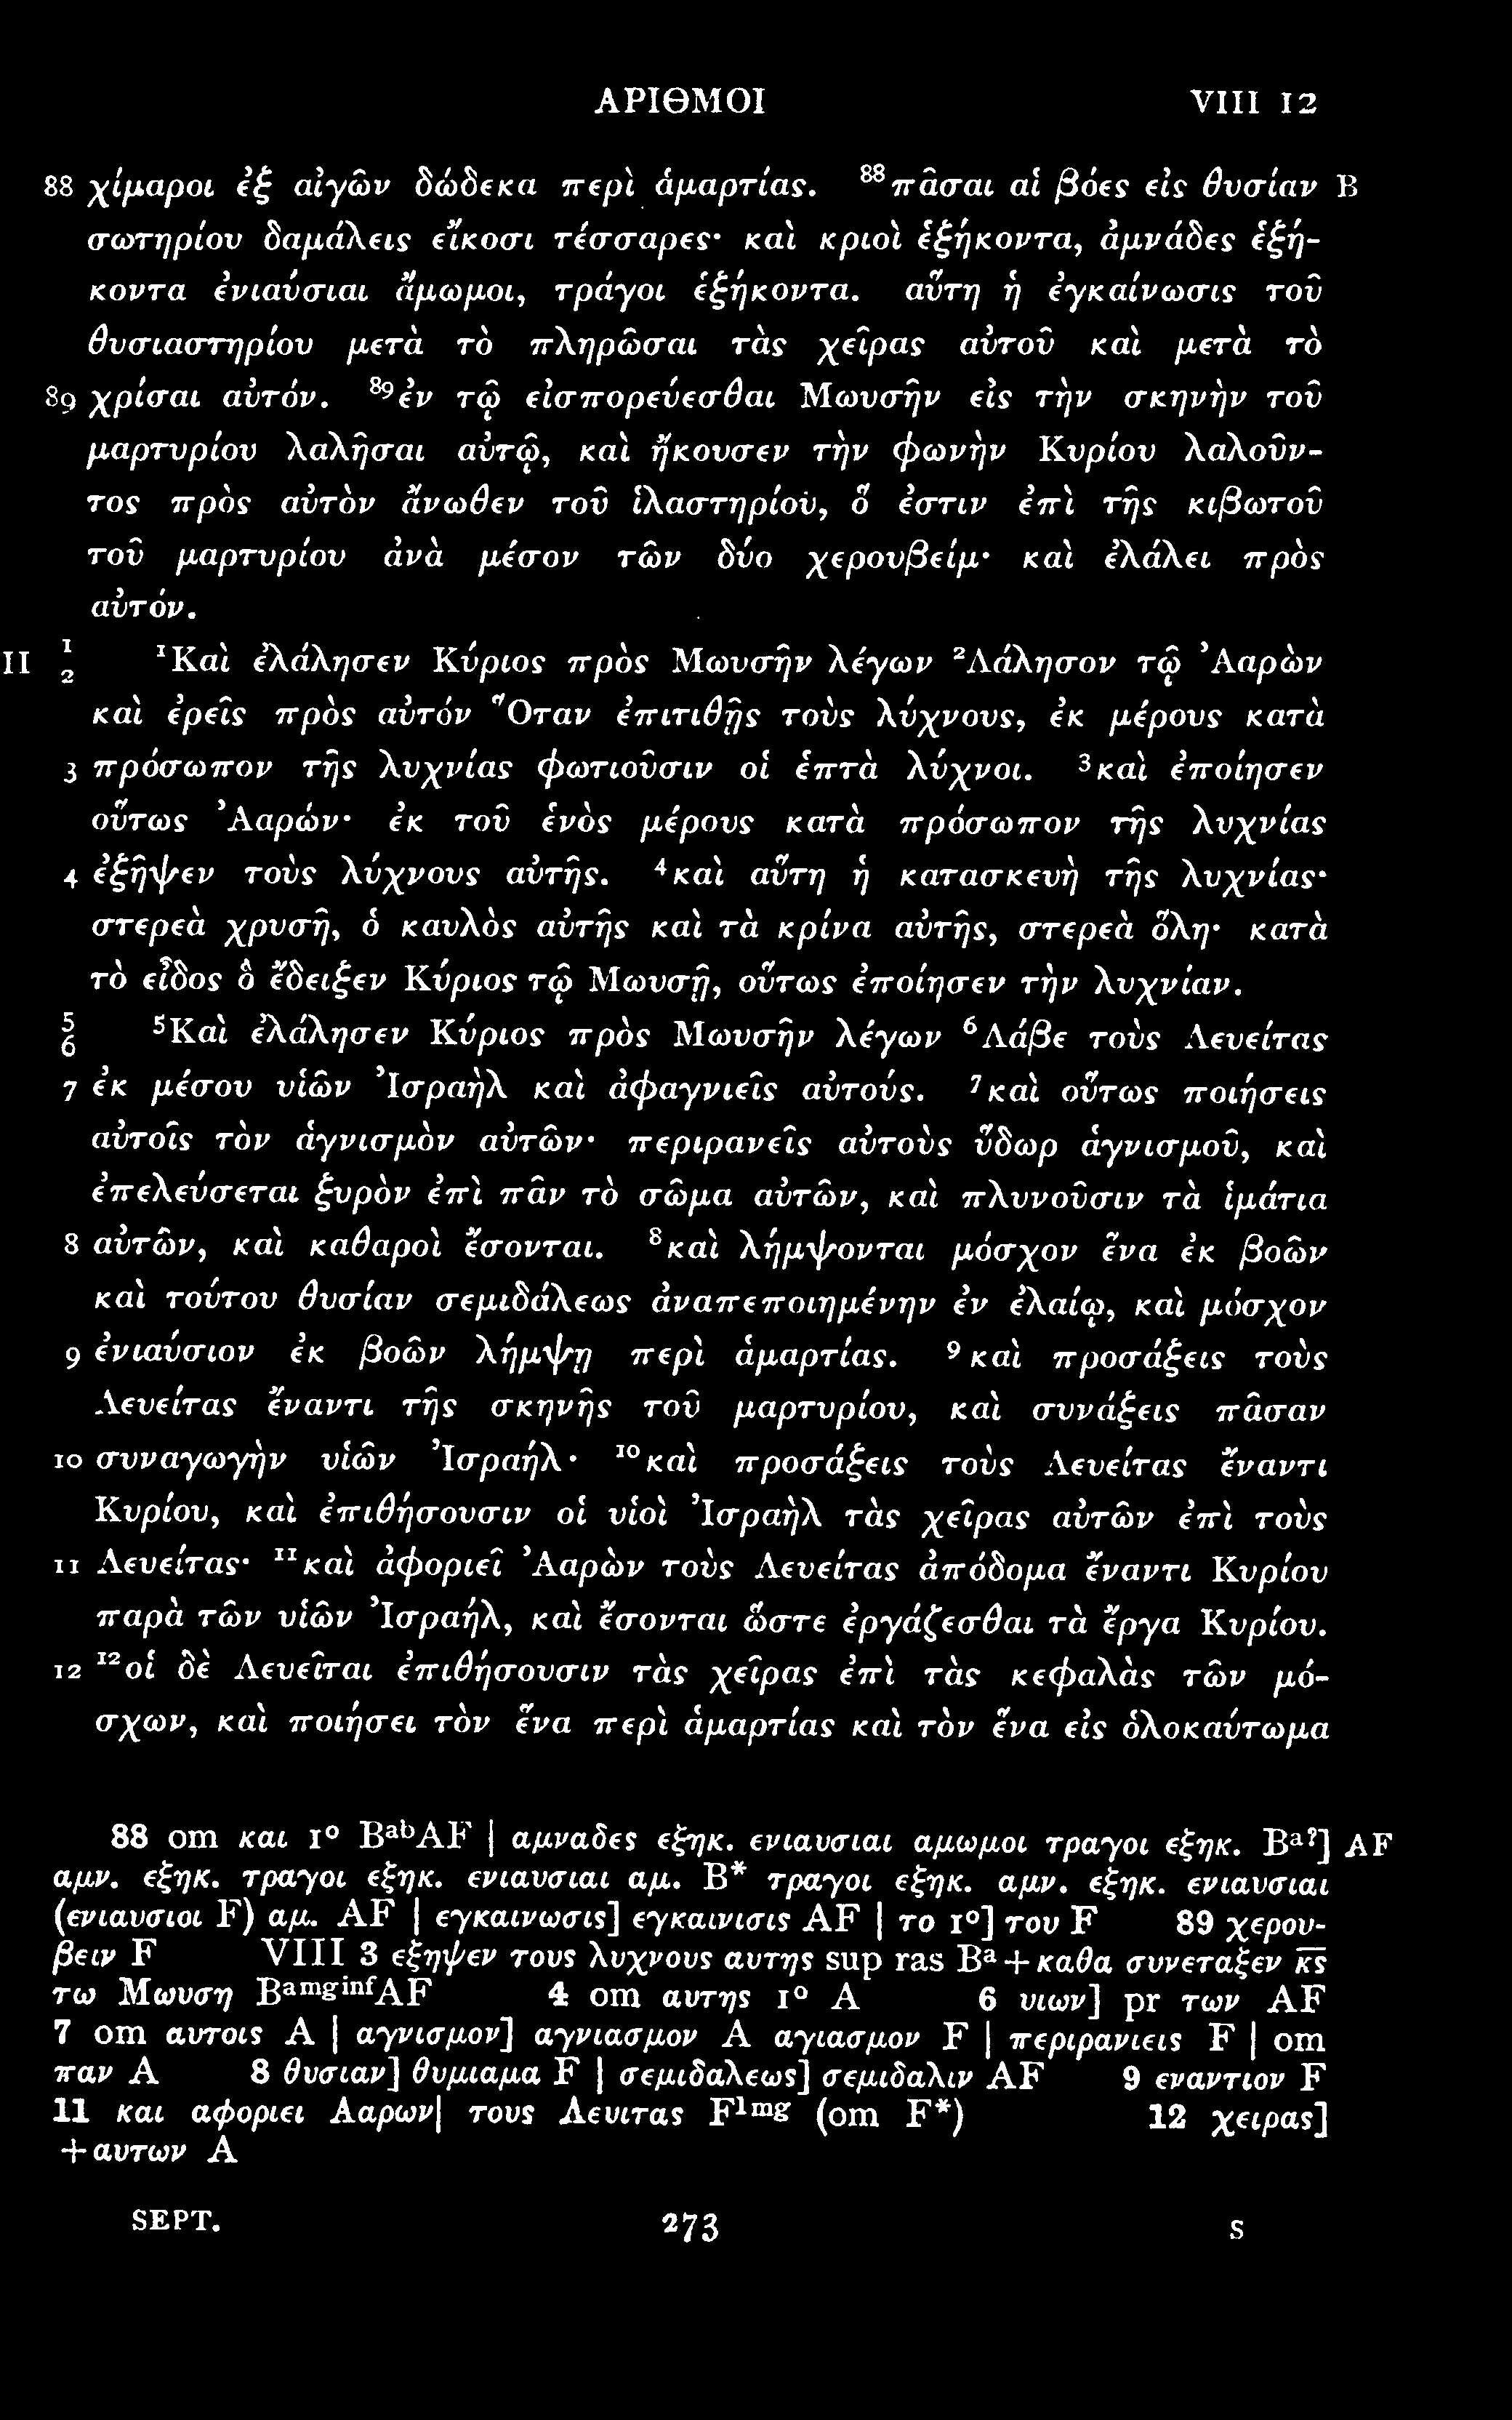 ΑΡΙΘΜΟΙ VIII 12
88 χίμαροι ἐξ αἰγῶν δώδεκα περὶ ἁμαρτίας. ⁸⁸πᾶσαι αἱ βόες εἰς θυσίαν B
σωτηρίου δαμάλεις εἴκοσι τέσσαρες· καὶ κριοὶ ἑξήκοντα, ἀμνάδες ἑξή-
κοντα ἐνιαύσιαι ἄμωμοι, τράγοι ἑξήκοντα. αὕτη ἡ ἐγκαίνωσις τοῦ
θυσιαστηρίου μετὰ τὸ πληρῶσαι τὰς χεῖρας αὐτοῦ καὶ μετὰ τὸ
89 χρίσαι αὐτόν. ⁸⁹ἐν τῷ εἰσπορεύεσθαι Μωυσῆν εἰς τὴν σκηνὴν τοῦ
μαρτυρίου λαλῆσαι αὐτῷ, καὶ ἤκουσεν τὴν φωνὴν Κυρίου λαλοῦν-
τος πρὸς αὐτὸν ἄνωθεν τοῦ ἱλαστηρίου, ὅ ἐστιν ἐπὶ τῆς κιβωτοῦ
τοῦ μαρτυρίου ἀνὰ μέσον τῶν δύο χερουβείμ· καὶ ἐλάλει πρὸς
αὐτόν.
II 1 2 ¹Καὶ ἐλάλησεν Κύριος πρὸς Μωυσῆν λέγων ²Λάλησον τῷ Ἀαρὼν
καὶ ἐρεῖς πρὸς αὐτόν Ὅταν ἐπιτιθῇς τοὺς λύχνους, ἐκ μέρους κατὰ
3 πρόσωπον τῆς λυχνίας φωτιοῦσιν οἱ ἑπτὰ λύχνοι. ³καὶ ἐποίησεν
οὕτως Ἀαρών· ἐκ τοῦ ἑνὸς μέρους κατὰ πρόσωπον τῆς λυχνίας
4 ἐξῆψεν τοὺς λύχνους αὐτῆς. ⁴καὶ αὕτη ἡ κατασκευὴ τῆς λυχνίας·
στερεὰ χρυσῆ, ὁ καυλὸς αὐτῆς καὶ τὰ κρίνα αὐτῆς, στερεὰ ὅλη· κατὰ
τὸ εἶδος ὃ ἔδειξεν Κύριος τῷ Μωυσῇ, οὕτως ἐποίησεν τὴν λυχνίαν.
5 6 ⁵Καὶ ἐλάλησεν Κύριος πρὸς Μωυσῆν λέγων ⁶Λάβε τοὺς Λευείτας
7 ἐκ μέσου υἱῶν Ἰσραὴλ καὶ ἀφαγνιεῖς αὐτούς. ⁷καὶ οὕτως ποιήσεις
αὐτοῖς τὸν ἁγνισμὸν αὐτῶν· περιρανεῖς αὐτοὺς ὕδωρ ἁγνισμοῦ, καὶ
ἐπελεύσεται ξυρὸν ἐπὶ πᾶν τὸ σῶμα αὐτῶν, καὶ πλυνοῦσιν τὰ ἱμάτια
8 αὐτῶν, καὶ καθαροὶ ἔσονται. ⁸καὶ λήμψονται μόσχον ἕνα ἐκ βοῶν
καὶ τούτου θυσίαν σεμιδάλεως ἀναπεποιημένην ἐν ἐλαίῳ, καὶ μόσχον
9 ἐνιαύσιον ἐκ βοῶν λήμψῃ περὶ ἁμαρτίας. ⁹καὶ προσάξεις τοὺς
Λευείτας ἔναντι τῆς σκηνῆς τοῦ μαρτυρίου, καὶ συνάξεις πᾶσαν
10 συναγωγὴν υἱῶν Ἰσραήλ· ¹⁰καὶ προσάξεις τοὺς Λευείτας ἔναντι
Κυρίου, καὶ ἐπιθήσουσιν οἱ υἱοὶ Ἰσραὴλ τὰς χεῖρας αὐτῶν ἐπὶ τοὺς
11 Λευείτας· ¹¹καὶ ἀφοριεῖ Ἀαρὼν τοὺς Λευείτας ἀπόδομα ἔναντι Κυρίου
παρὰ τῶν υἱῶν Ἰσραήλ, καὶ ἔσονται ὥστε ἐργάζεσθαι τὰ ἔργα Κυρίου.
12 ¹²οἱ δὲ Λευεῖται ἐπιθήσουσιν τὰς χεῖρας ἐπὶ τὰς κεφαλὰς τῶν μό-
σχων, καὶ ποιήσει τὸν ἕνα περὶ ἁμαρτίας καὶ τὸν ἕνα εἰς ὁλοκαύτωμα
88 om και 1° BᵃᵇAF | αμναδες εξηκ. ενιαυσιαι αμωμοι τραγοι εξηκ. Bᵃ?] AF
αμν. εξηκ. τραγοι εξηκ. ενιαυσιαι αμ. B* τραγοι εξηκ. αμν. εξηκ. ενιαυσιαι
(ενιαυσιοι F) αμ. AF | εγκαινωσις] εγκαινισις AF | το 1°] του F 89 χερου-
βειν F VIII 3 εξηψεν τους λυχνους αυτης sup ras Bᵃ + καθα συνεταξεν κ̅ς̅
τω Μωυση BᵃᵐᵍⁱⁿᶠAF 4 om αυτης 1° A 6 υιων] pr των AF
7 om αυτοις A | αγνισμον] αγνιασμον A αγιασμον F | περιρανιεις F | om
παν A 8 θυσιαν] θυμιαμα F | σεμιδαλεως] σεμιδαλιν AF 9 εναντιον F
11 και αφοριει Ααρων| τους Λευιτας F¹ᵐᵍ (om F*) 12 χειρας]
+ αυτων A
SEPT. 273 S